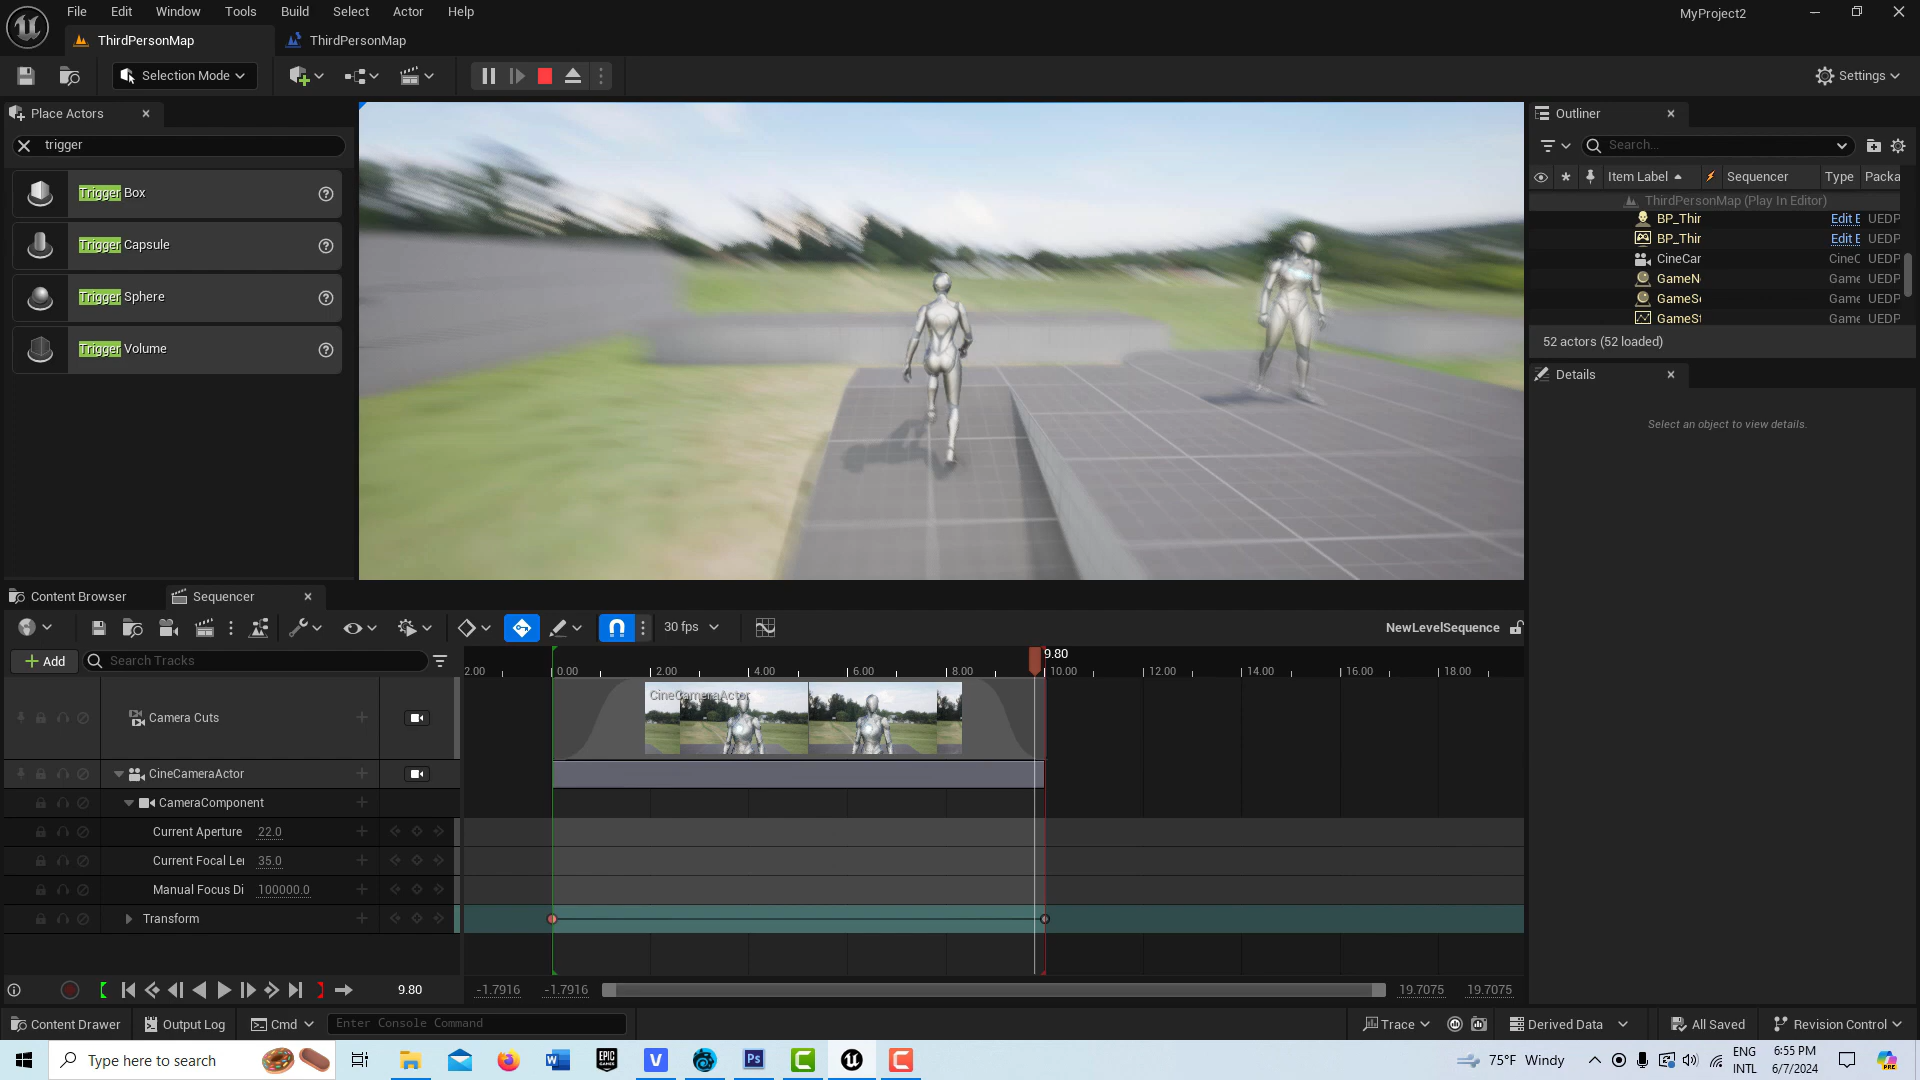 File Edit Window Tools Build Select Actor Help
MyProject2
ThirdPersonMap
ThirdPersonMap
Selection Mode
Settings
Place Actors
trigger
Trigger Box
Trigger Capsule
Trigger Sphere
Trigger Volume
Outliner
Search...
Item Label Sequencer Type Packa
ThirdPersonMap (Play In Editor)
BP_Thir Edit E UEDP
BP_Thir Edit E UEDP
CineCar CineC UEDP
GameN Game UEDP
GameSe Game UEDP
GameSt Game UEDP
52 actors (52 loaded)
Details
Select an object to view details.
Content Browser
Sequencer
30 fps
NewLevelSequence
Add
Search Tracks
9.80
2.00 0.00 2.00 4.00 6.00 8.00 10.00 12.00 14.00 16.00 18.00
CineCameraActor
Camera Cuts
CineCameraActor
CameraComponent
Current Aperture 22.0
Current Focal Ler 35.0
Manual Focus Di 100000.0
Transform
9.80
-1.7916 -1.7916 19.7075 19.7075
Content Drawer
Output Log
Cmd
Enter Console Command
Trace
Derived Data
All Saved
Revision Control
Type here to search
EPIC GAMES
Ps
75°F Windy
ENG
INTL
6:55 PM
6/7/2024
PRE